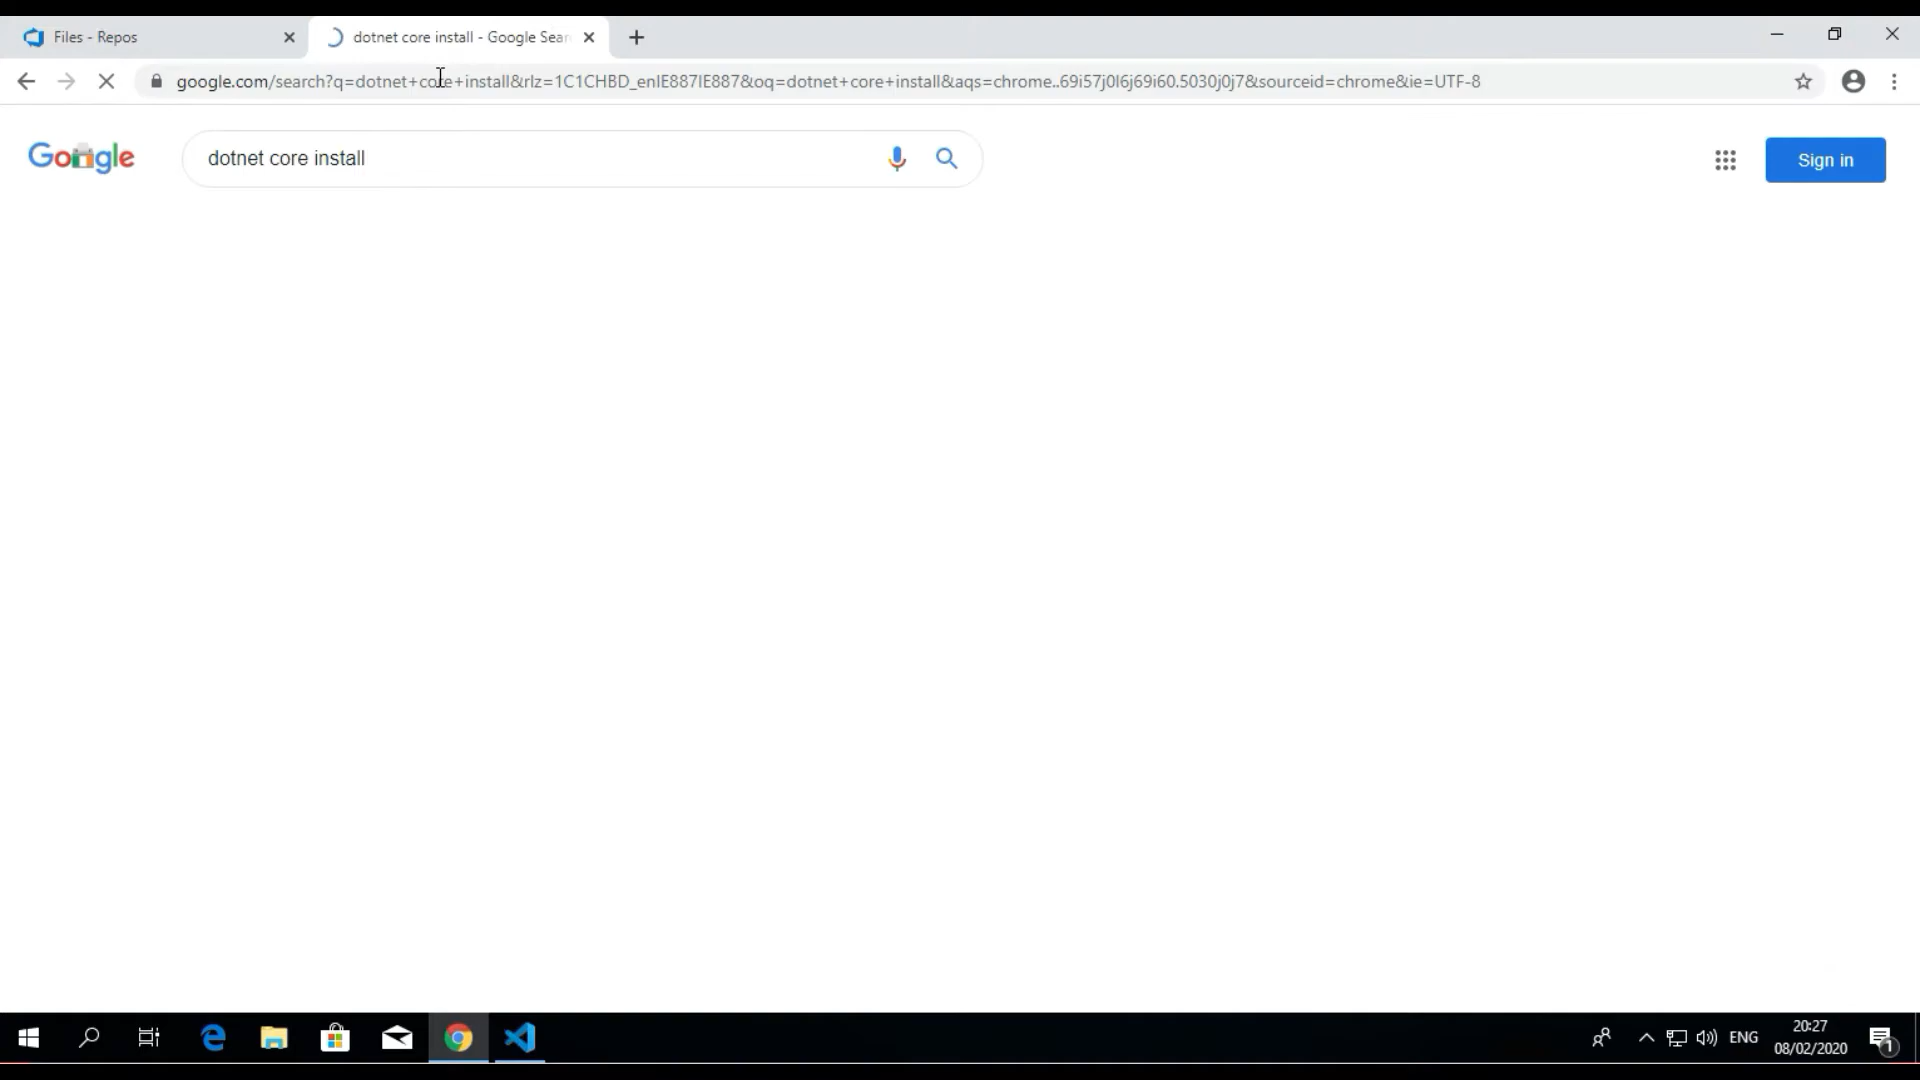 Files - Repos
dotnet core install - Google Sear
google.com/search?q=dotnet+core+install&rlz=1C1CHBD_enIE887IE887&oq=dotnet+core+install&aqs=chrome..69i57j0l6j69i60.5030j0j7&sourceid=chrome&ie=UTF-8
Google
dotnet core install
Sign in
ENG
20:27
08/02/2020
1